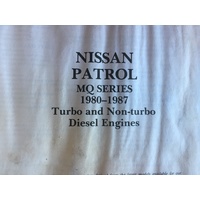 NISSAN
PATROL
MQ SERIES
1980–1987
Turbo and Non-turbo
Diesel Engines